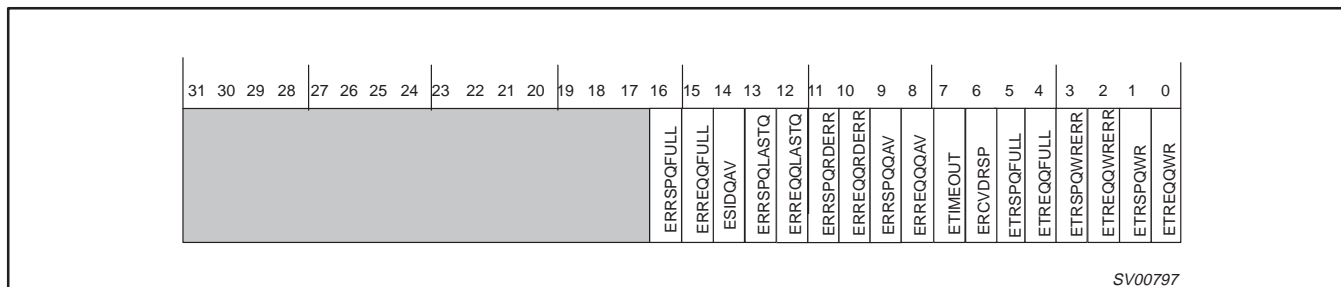 31 30 29 28 27 26 25 24 23 22 21 20 19 18 17 16 15 14 13 12 11 10 9 8 7 6 5 4 3 2 1 0
ERRSPQFULL
ERREQQFULL
ESIDQAV
ERRSPQLASTQ
ERREQQLASTQ
ERRSPQRDERR
ERREQQRDERR
ERRSPQQAV
ERREQQQAV
ETIMEOUT
ERCVDRSP
ETRSPQFULL
ETREQQFULL
ETRSPQWRERR
ETREQQWRERR
ETRSPQWR
ETREQQWR
SV00797